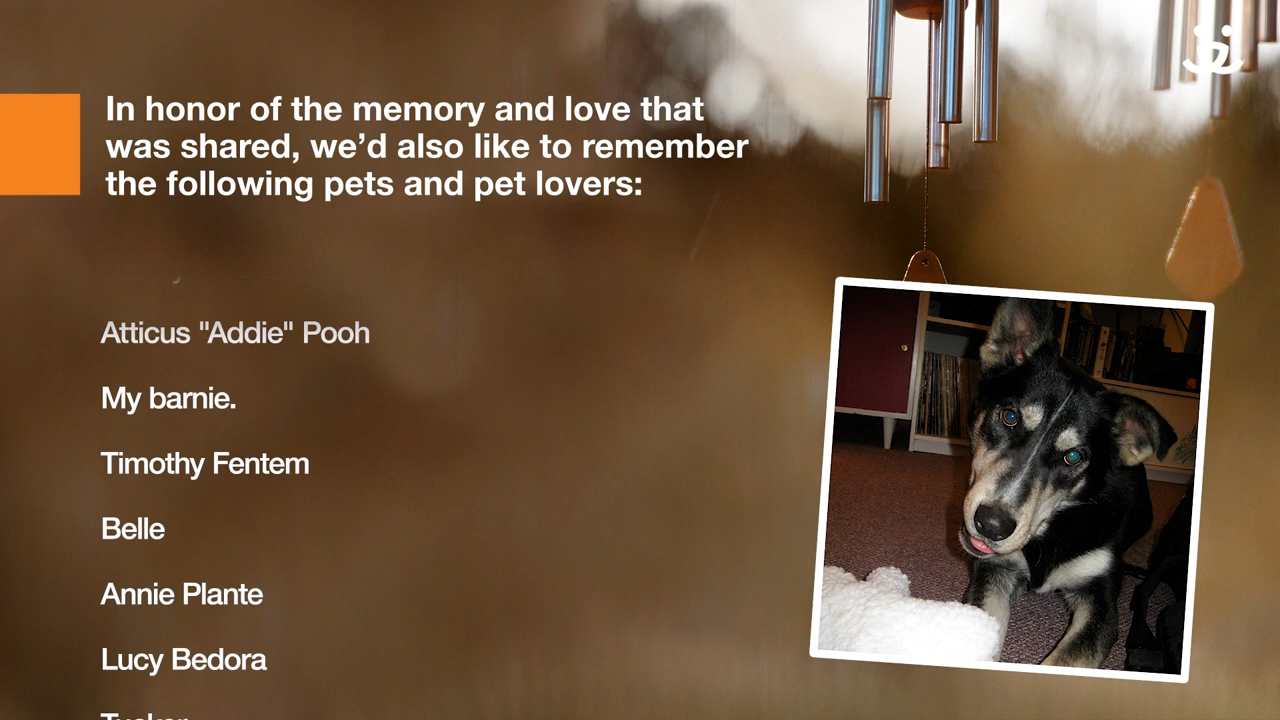 In honor of the memory and love that
was shared, we’d also like to remember
the following pets and pet lovers:
Atticus "Addie" Pooh
My barnie.
Timothy Fentem
Belle
Annie Plante
Lucy Bedora